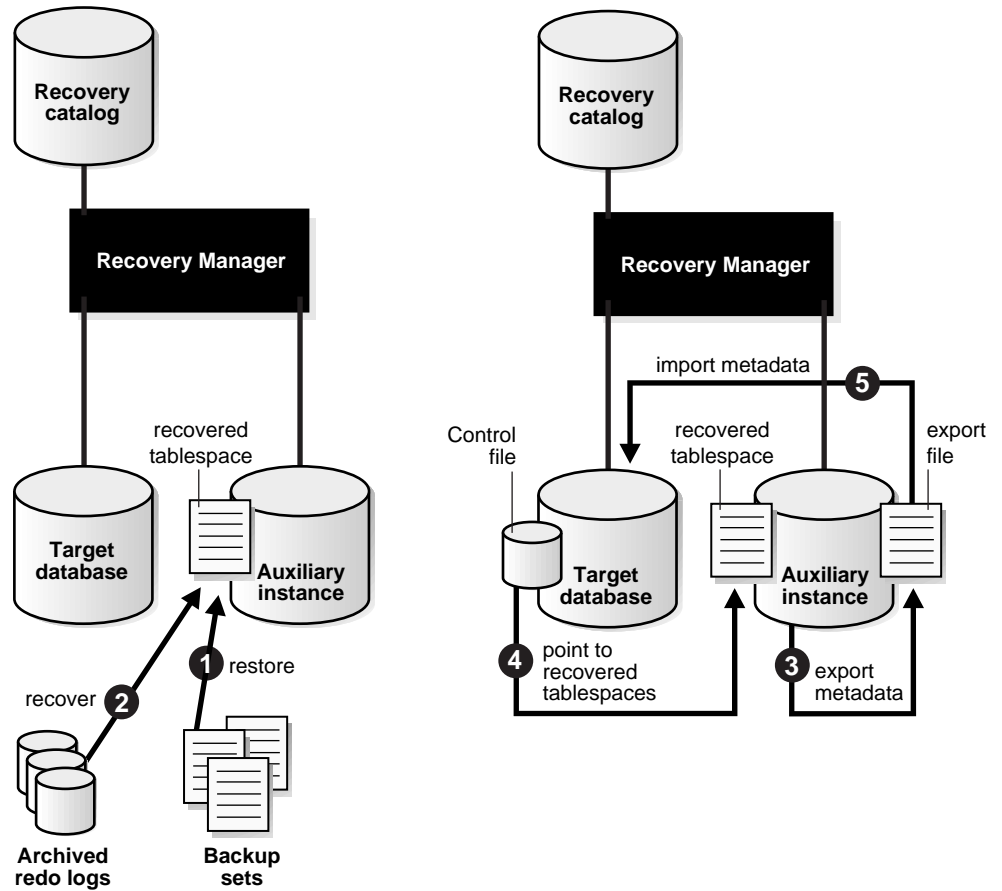 Recovery
catalog
Recovery Manager
recovered
tablespace
Target
database
Auxiliary
instance
1
restore
recover
2
Archived
redo logs
Backup
sets
Recovery
catalog
Recovery Manager
import metadata
5
Control
file
recovered
tablespace
export
file
Target
database
Auxiliary
instance
4
point to
recovered
tablespaces
3
export
metadata